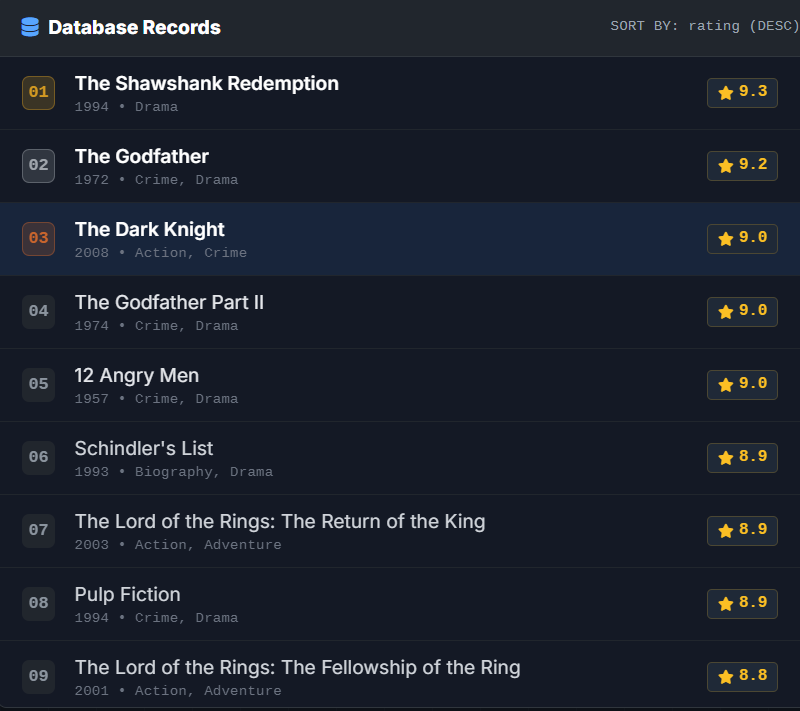 Database Records
SORT BY: rating (DESC)
01
The Shawshank Redemption
9.3
1994 • Drama
02
The Godfather
9.2
1972 • Crime, Drama
03
The Dark Knight
9.0
2008 • Action, Crime
04
The Godfather Part II
9.0
1974 • Crime, Drama
05
12 Angry Men
9.0
1957 • Crime, Drama
06
Schindler's List
8.9
1993 • Biography, Drama
07
The Lord of the Rings: The Return of the King
8.9
2003 • Action, Adventure
08
Pulp Fiction
8.9
1994 • Crime, Drama
09
The Lord of the Rings: The Fellowship of the Ring
8.8
2001 • Action, Adventure